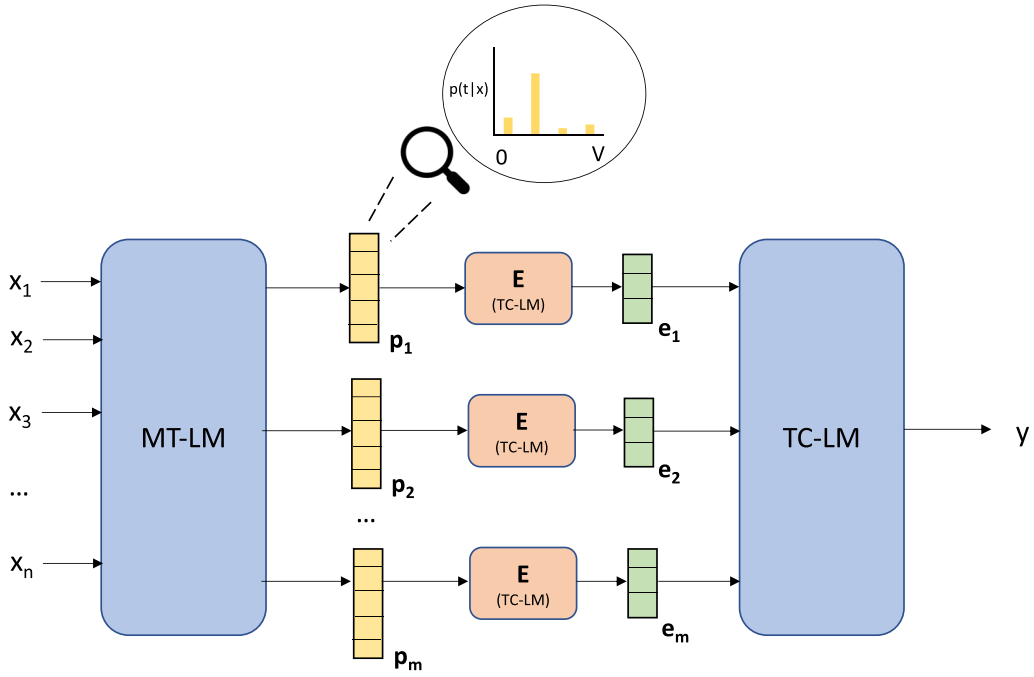 p(t|x)
0 V
x1
x2
x3
...
xn
MT-LM
p1
E
(TC-LM)
e1
p2
...
E
(TC-LM)
e2
pm
E
(TC-LM)
em
TC-LM
y